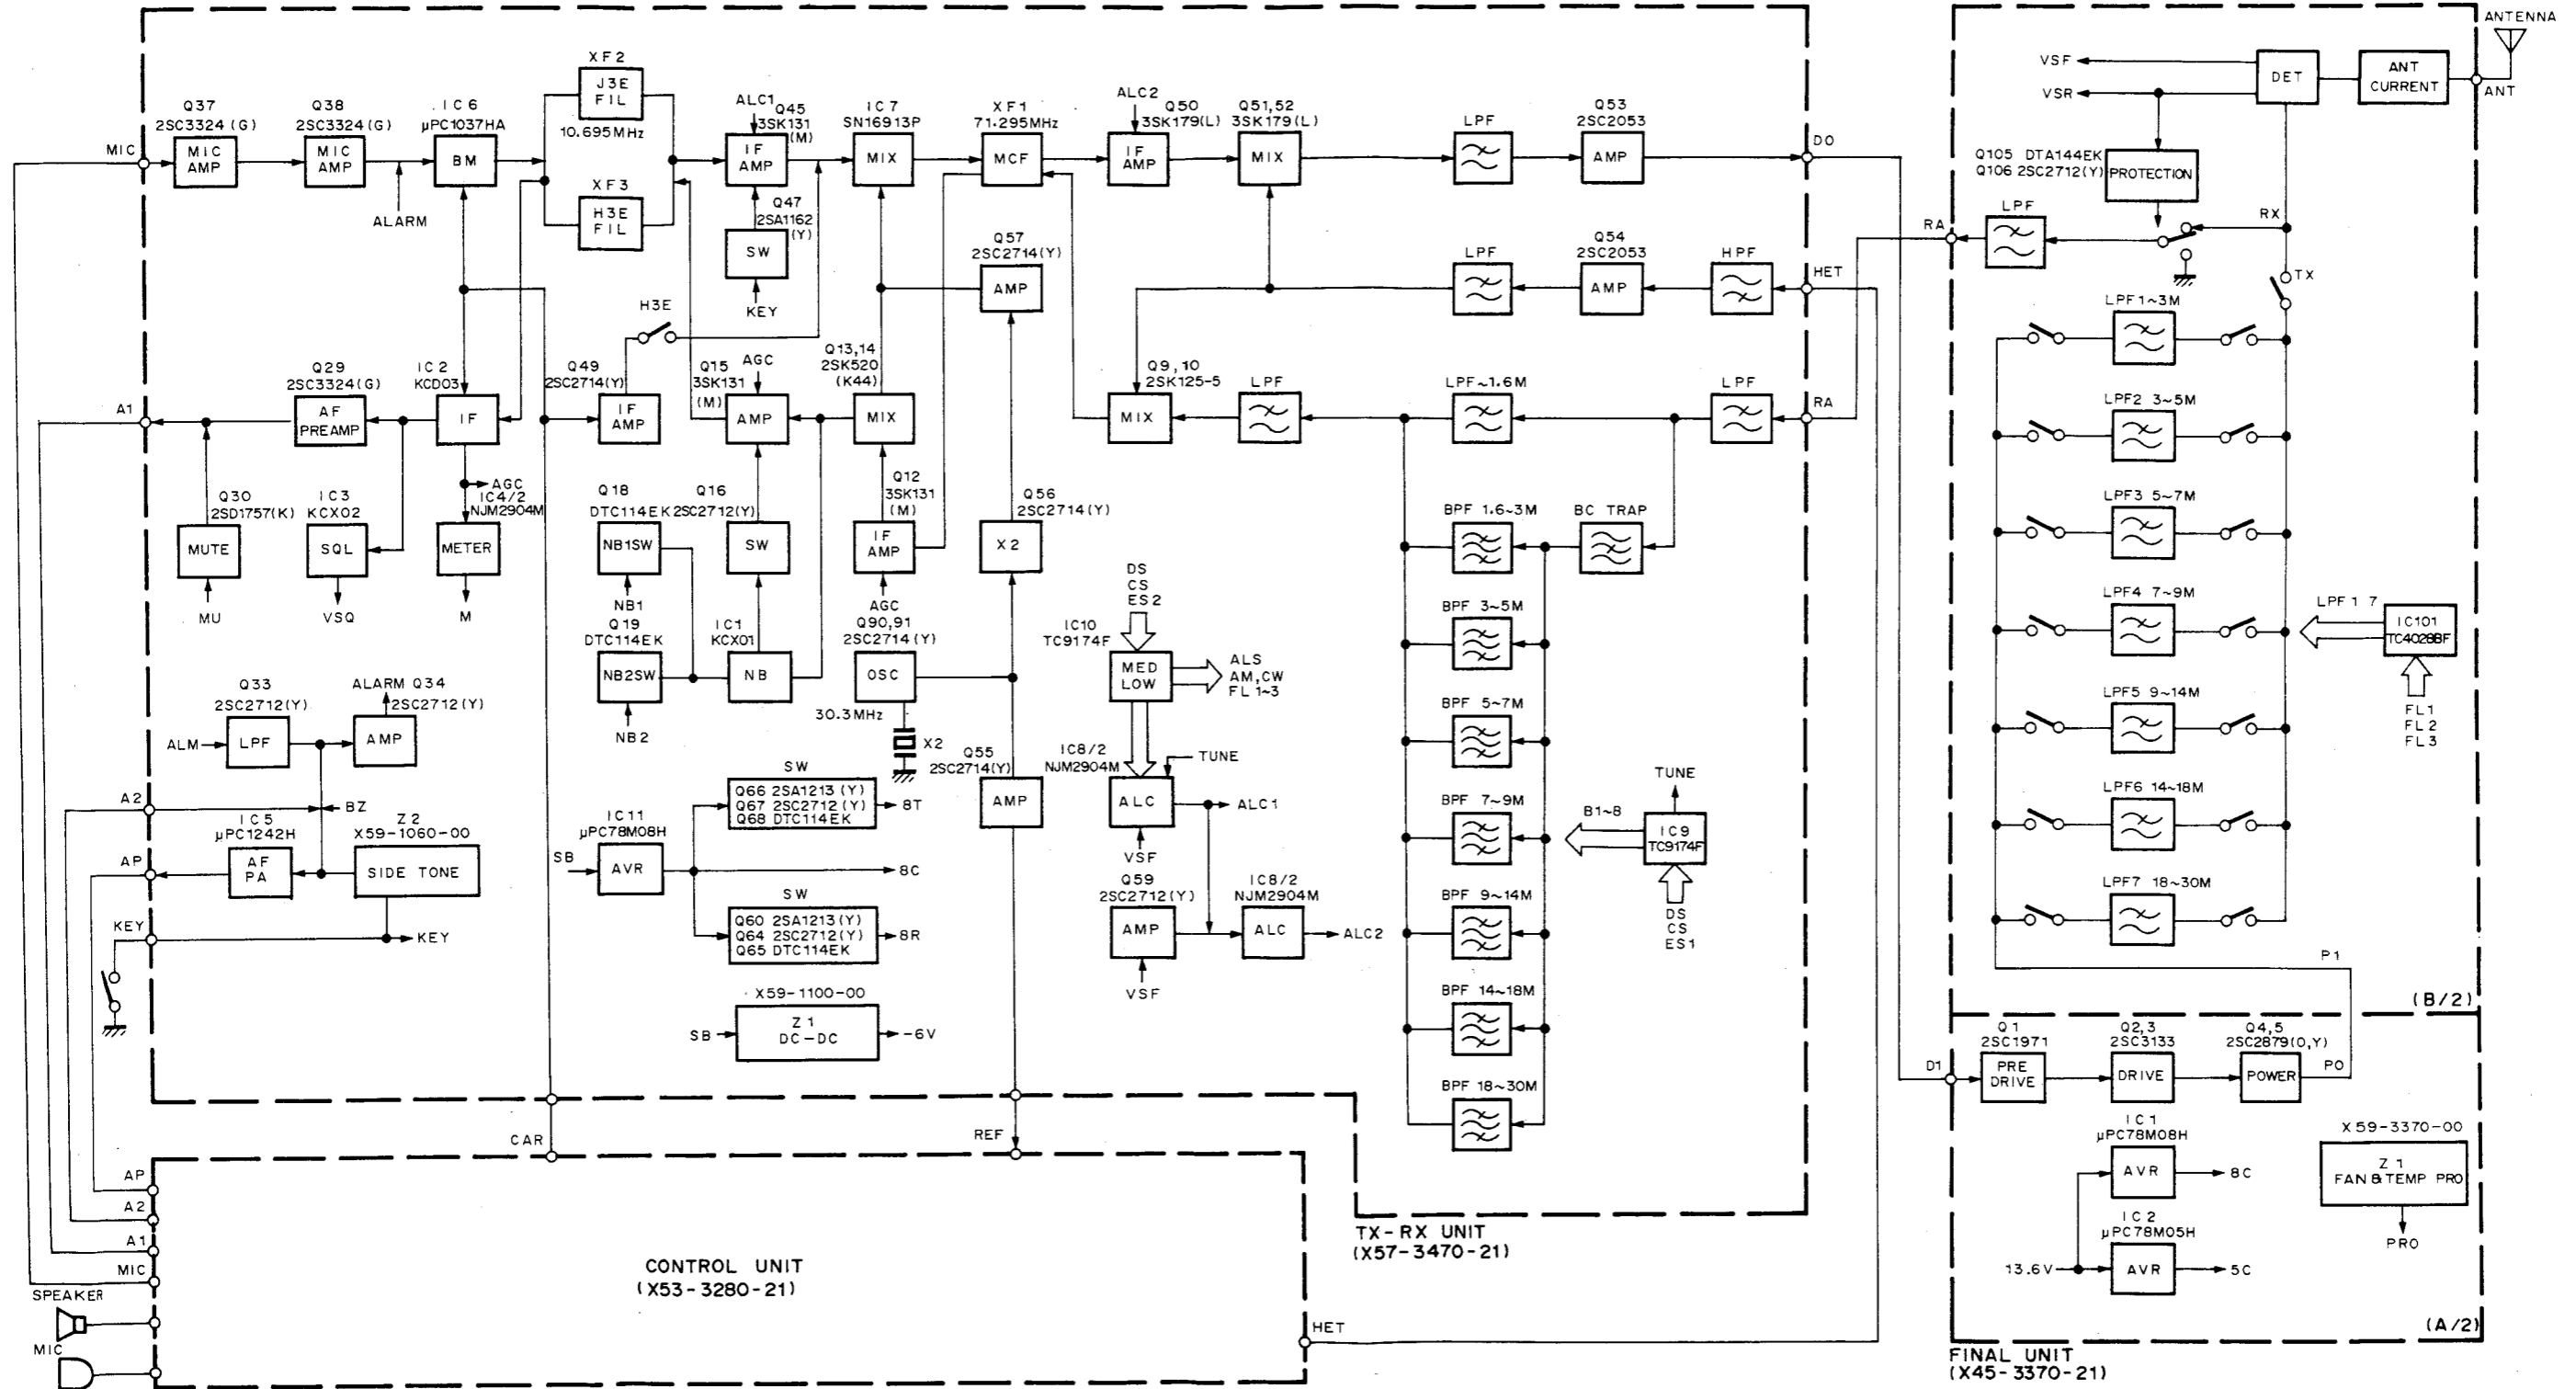 XF2
J3E
FIL
10.695MHz
XF3
H3E
FIL
MIC
Q37
2SC3324(G)
MIC
AMP
Q38
2SC3324(G)
MIC
AMP
ALARM
IC6
µPC1037HA
BM
ALC1
Q45
3SK131
(M)
IF
AMP
Q47
2SA1162
(Y)
SW
KEY
IC7
SN16913P
MIX
XF1
71.295MHz
MCF
ALC2
Q50
3SK179(L)
IF
AMP
Q51,52
3SK179(L)
MIX
LPF
Q53
2SC2053
AMP
DO
Q57
2SC2714(Y)
AMP
LPF
Q54
2SC2053
AMP
HPF
HET
H3E
A1
Q29
2SC3324(G)
AF
PREAMP
IC2
KCD03
IF
Q49
2SC2714(Y)
IF
AMP
Q15
3SK131
(M)
AGC
AMP
Q13,14
2SK520
(K44)
MIX
Q9,10
2SK125-5
MIX
LPF
LPF~1.6M
LPF
RA
Q30
2SD1757(K)
MUTE
MU
IC3
KCX02
SQL
VSQ
AGC
IC4/2
NJM2904M
METER
M
Q18
DTC114EK
NB1SW
NB1
Q19
DTC114EK
NB2SW
NB2
Q16
2SC2712(Y)
SW
IC1
KCX01
NB
Q12
3SK131
(M)
IF
AMP
AGC
Q90,91
2SC2714(Y)
OSC
30.3MHz
X2
Q56
2SC2714(Y)
X2
Q55
2SC2714(Y)
AMP
DS
CS
ES2
IC10
TC9174F
MED
LOW
ALS
AM,CW
FL1~3
IC8/2
NJM2904M
TUNE
ALC
ALC1
VSF
Q59
2SC2712(Y)
AMP
VSF
IC8/2
NJM2904M
ALC
ALC2
BPF 1.6~3M
BC TRAP
BPF 3~5M
BPF 5~7M
BPF 7~9M
BPF 9~14M
BPF 14~18M
BPF 18~30M
TUNE
B1~8
IC9
TC9174F
DS
CS
ES1
Q33
2SC2712(Y)
ALM
LPF
ALARM
Q34
2SC2712(Y)
AMP
A2
BZ
IC5
µPC1242H
AP
AF
PA
Z2
X59-1060-00
SIDE TONE
KEY
KEY
SB
IC11
µPC78M08H
AVR
SW
Q66 2SA1213(Y)
Q67 2SC2712(Y)
Q68 DTC114EK
8T
8C
SW
Q60 2SA1213(Y)
Q64 2SC2712(Y)
Q65 DTC114EK
8R
X59-1100-00
SB
Z1
DC-DC
-6V
CAR
REF
TX-RX UNIT
(X57-3470-21)
AP
A2
A1
MIC
SPEAKER
MIC
CONTROL UNIT
(X53-3280-21)
HET
ANTENNA
ANT
VSF
VSR
DET
ANT
CURRENT
Q105 DTA144EK
Q106 2SC2712(Y)
PROTECTION
RA
LPF
RX
TX
LPF1~3M
LPF2 3~5M
LPF3 5~7M
LPF4 7~9M
LPF5 9~14M
LPF6 14~18M
LPF7 18~30M
LPF1 7
IC101
TC4028BF
FL1
FL2
FL3
P1
(B/2)
D1
Q1
2SC1971
PRE
DRIVE
Q2,3
2SC3133
DRIVE
Q4,5
2SC2879(O,Y)
POWER
PO
IC1
µPC78M08H
AVR
8C
IC2
µPC78M05H
13.6V
AVR
5C
X59-3370-00
Z1
FAN&TEMP PRO
PRO
(A/2)
FINAL UNIT
(X45-3370-21)